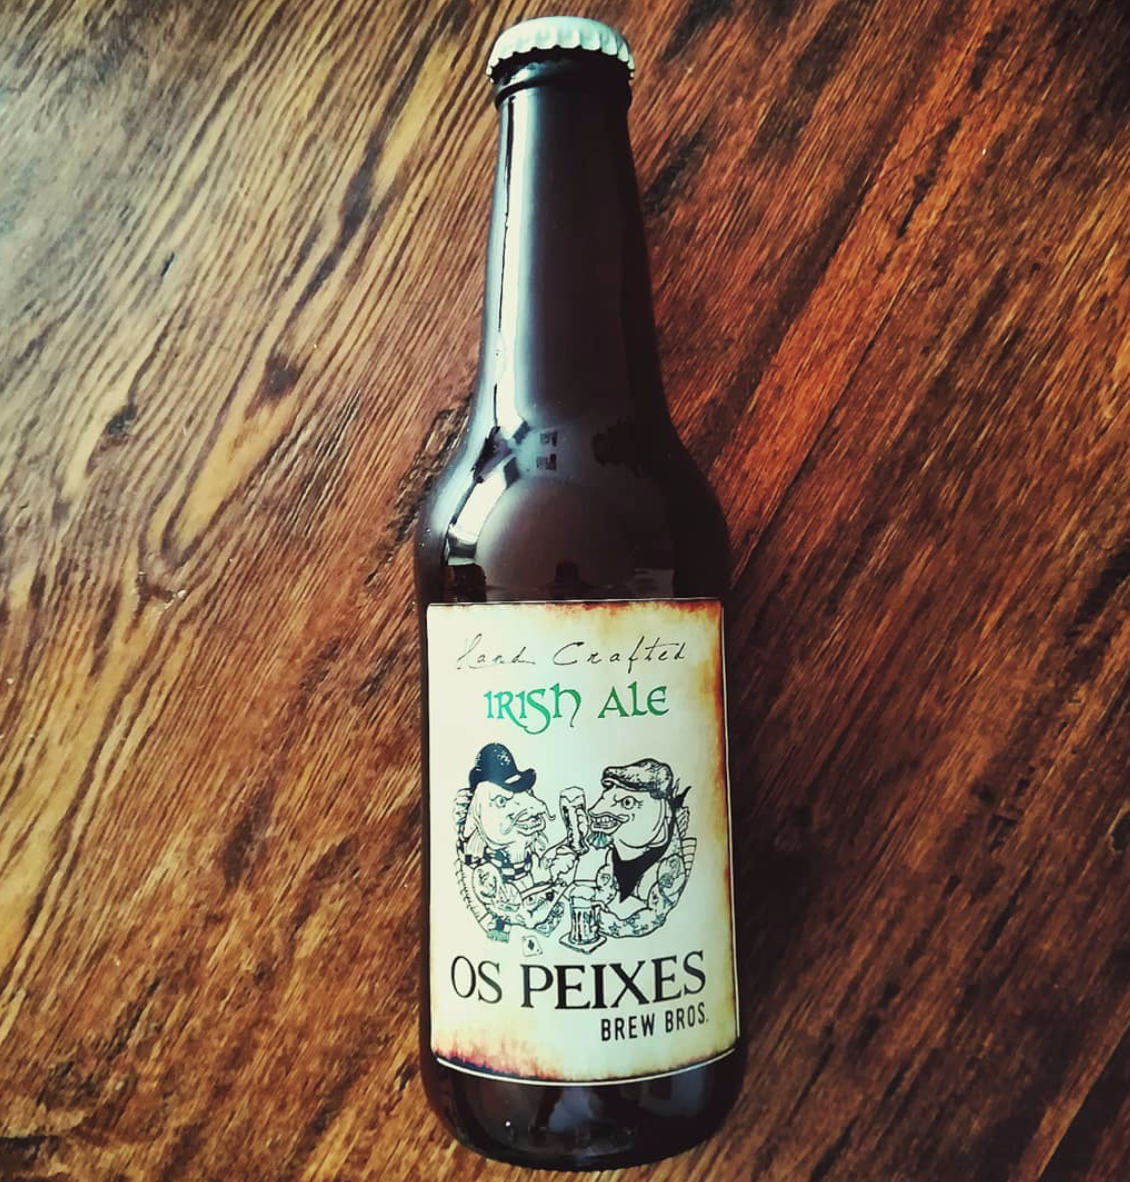 Hand Crafted
IRISH ALE
OS PEIXES
BREW BROS.